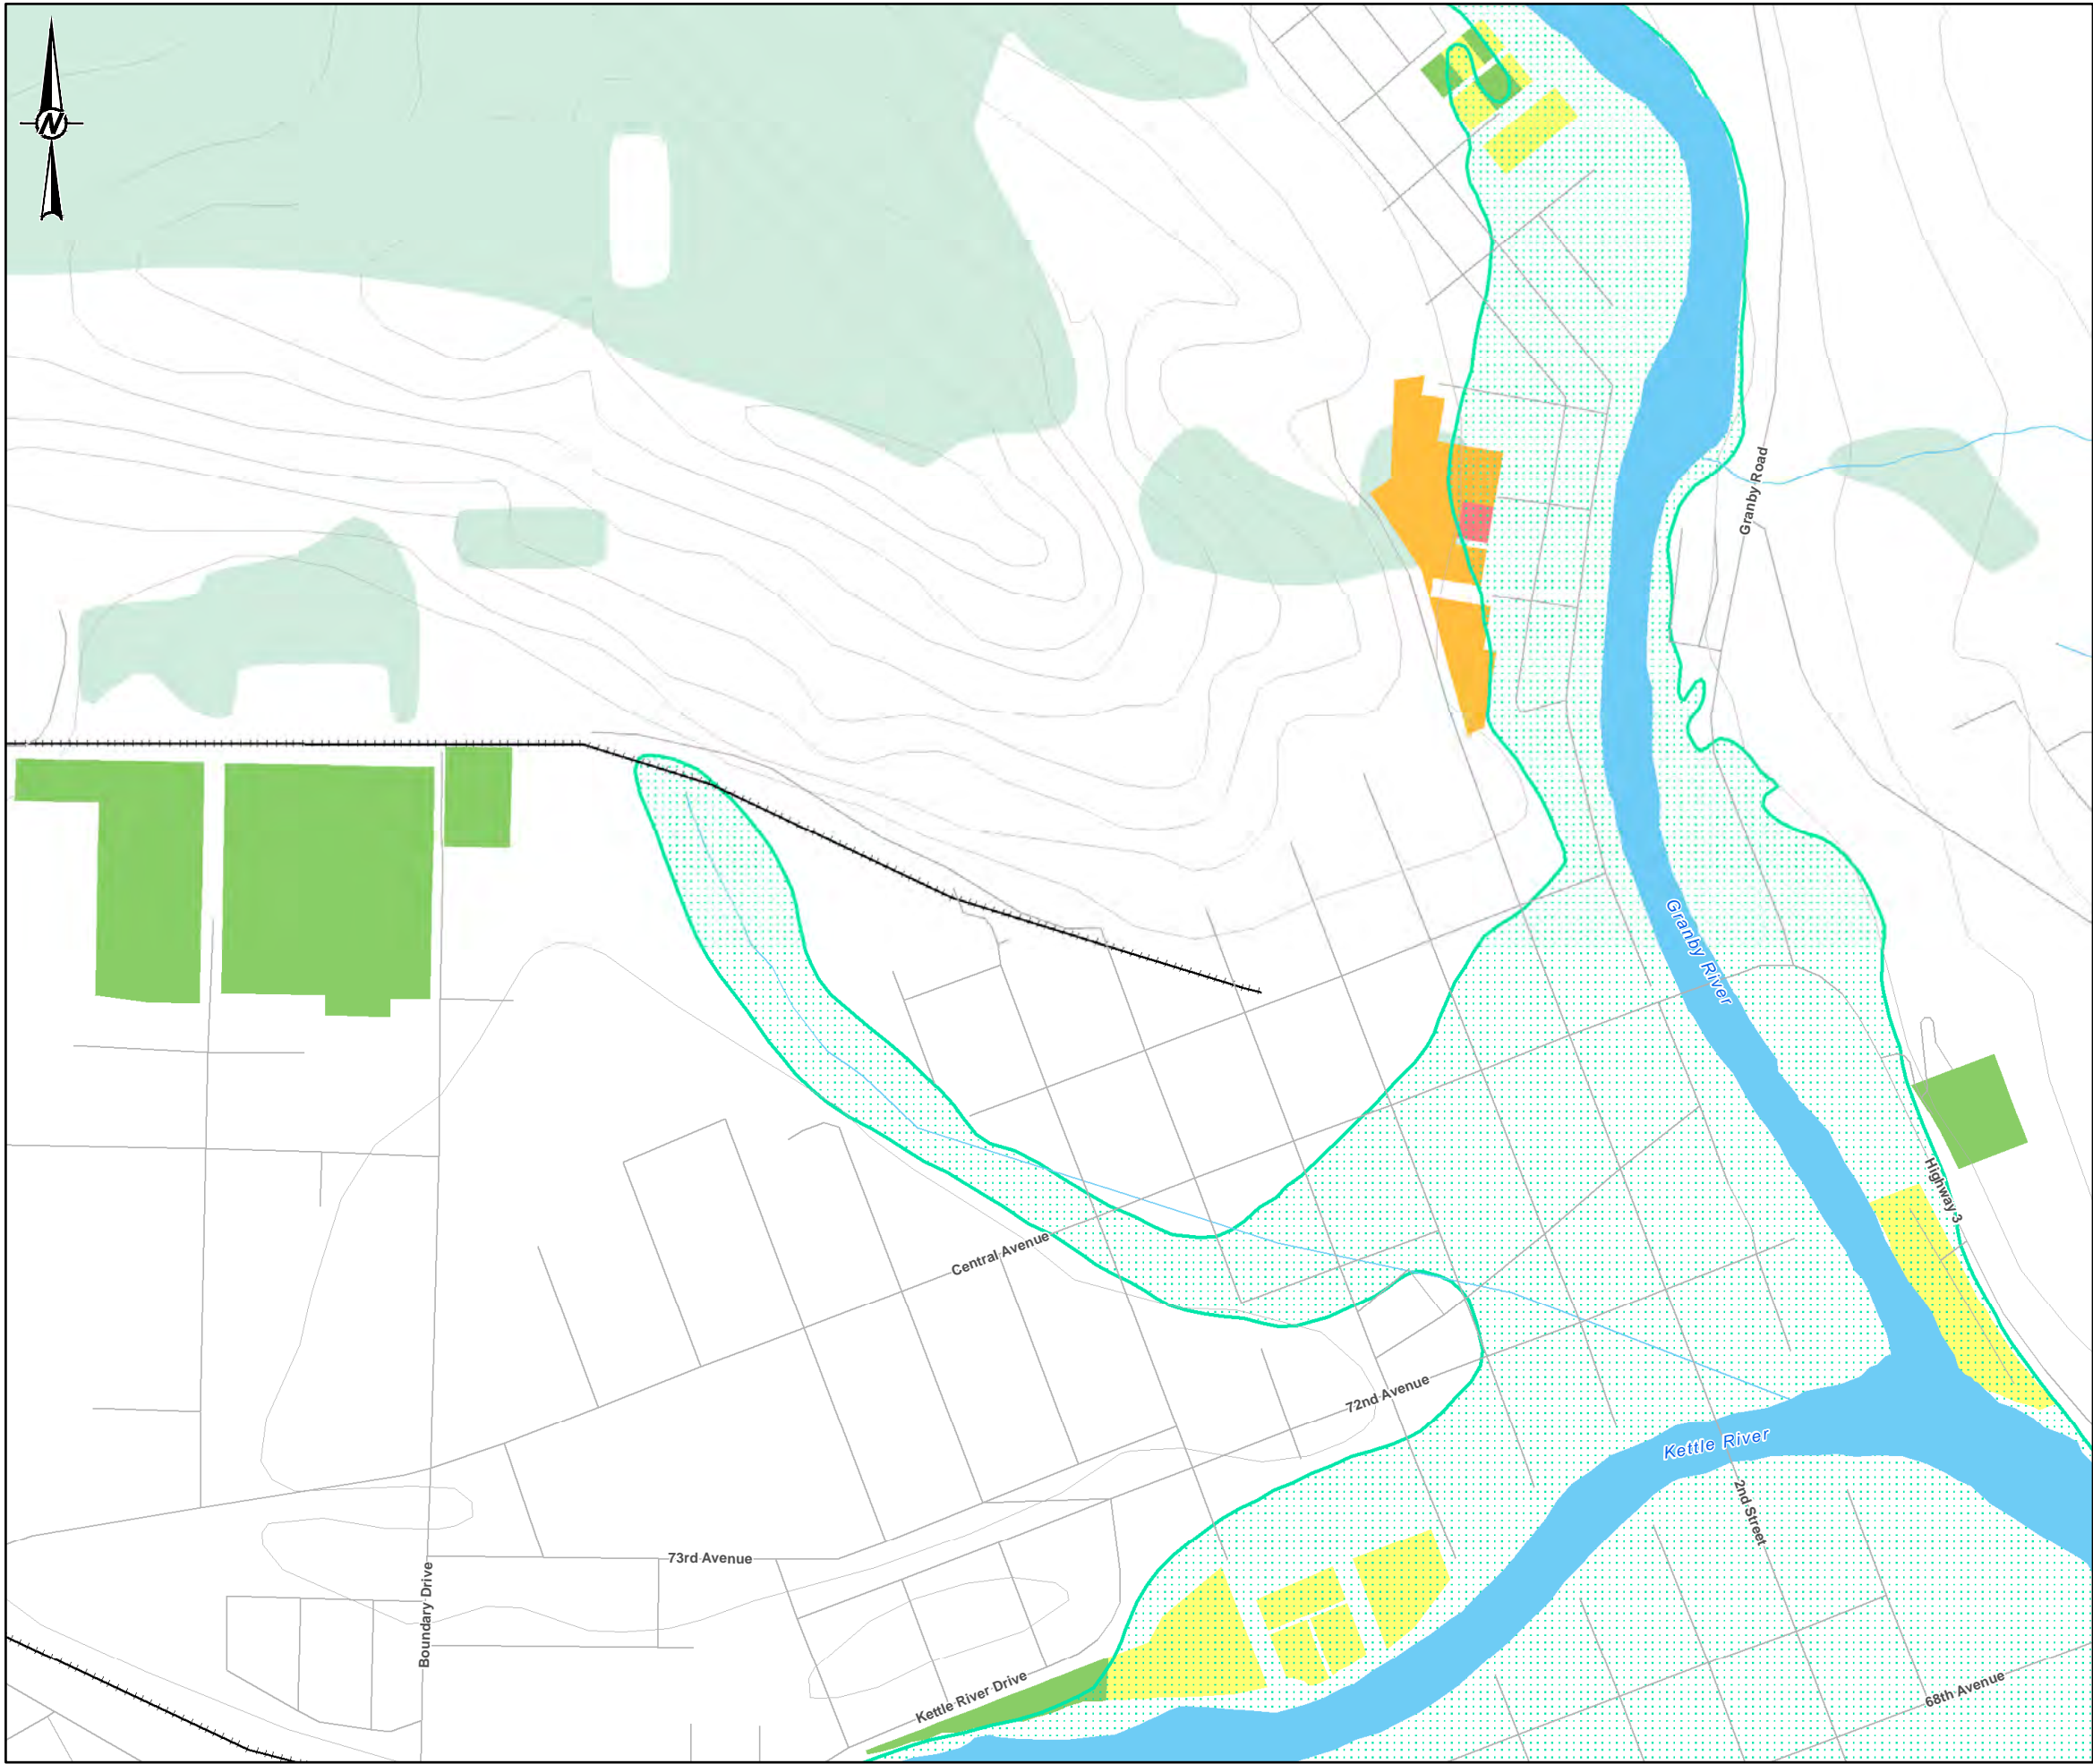 N
Granby Road
Granby River
Highway 3
Central Avenue
72nd Avenue
Kettle River
2nd Street
73rd Avenue
Boundary Drive
Kettle River Drive
68th Avenue